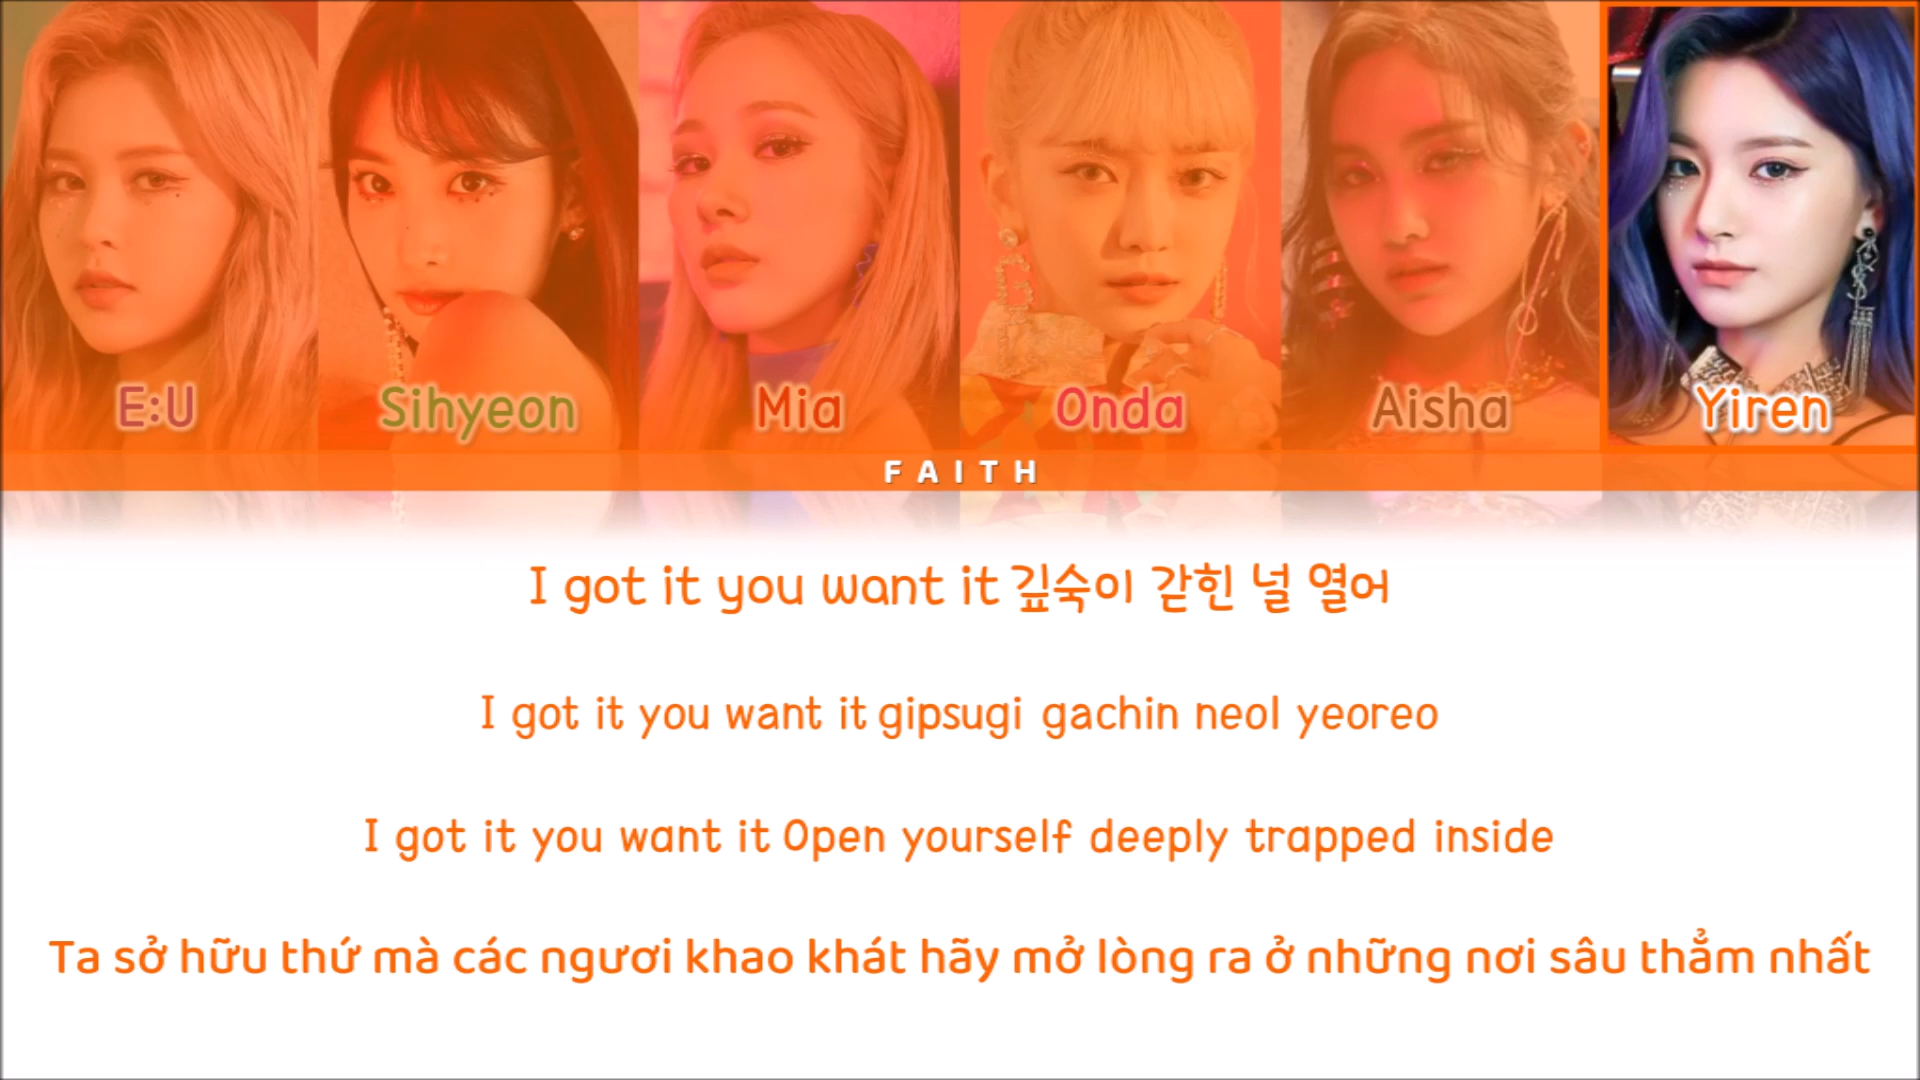 E:U
Sihyeon
Mia
Onda
Aisha
Yiren
FAITH
I got it you want it 깊숙이 갇힌 널 열어
I got it you want it gipsugi gachin neol yeoreo
I got it you want it Open yourself deeply trapped inside
Ta sở hữu thứ mà các ngươi khao khát hãy mở lòng ra ở những nơi sâu thẳm nhất